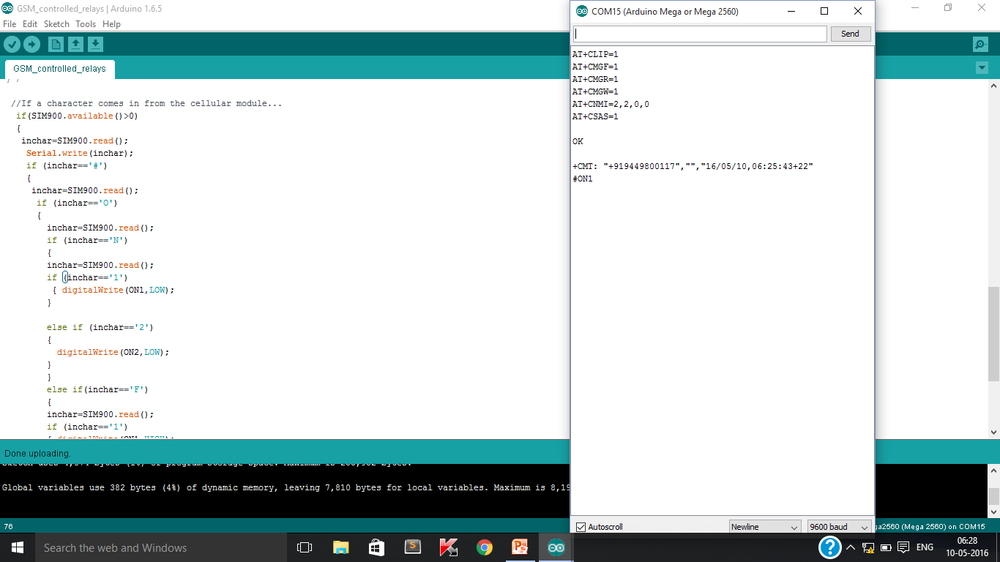 GSM_controlled_relays | Arduino 1.6.5
File Edit Sketch Tools Help
GSM_controlled_relays
//If a character comes in from the cellular module...
if(SIM900.available()>0)
{
inchar=SIM900.read();
Serial.write(inchar);
if (inchar=='#')
{
inchar=SIM900.read();
if (inchar=='O')
{
inchar=SIM900.read();
if (inchar=='N')
{
inchar=SIM900.read();
if (inchar=='1')
{ digitalWrite(ON1,LOW);
}
else if (inchar=='2')
{
digitalWrite(ON2,LOW);
}
}
else if(inchar=='F')
{
inchar=SIM900.read();
if (inchar=='1')
{ digitalWrite(ON1,HIGH);
Done uploading.
Global variables use 382 bytes (4%) of dynamic memory, leaving 7,810 bytes for local variables. Maximum is 8,19
76
COM15 (Arduino Mega or Mega 2560)
Send
AT+CLIP=1
AT+CMGF=1
AT+CMGR=1
AT+CMGW=1
AT+CNMI=2,2,0,0
AT+CSAS=1
OK
+CMT: "+919449800117","","16/05/10,06:25:43+22"
#ON1
Autoscroll
Newline
9600 baud
(Mega 2560) on COM15
Search the web and Windows
ENG
06:28
10-05-2016